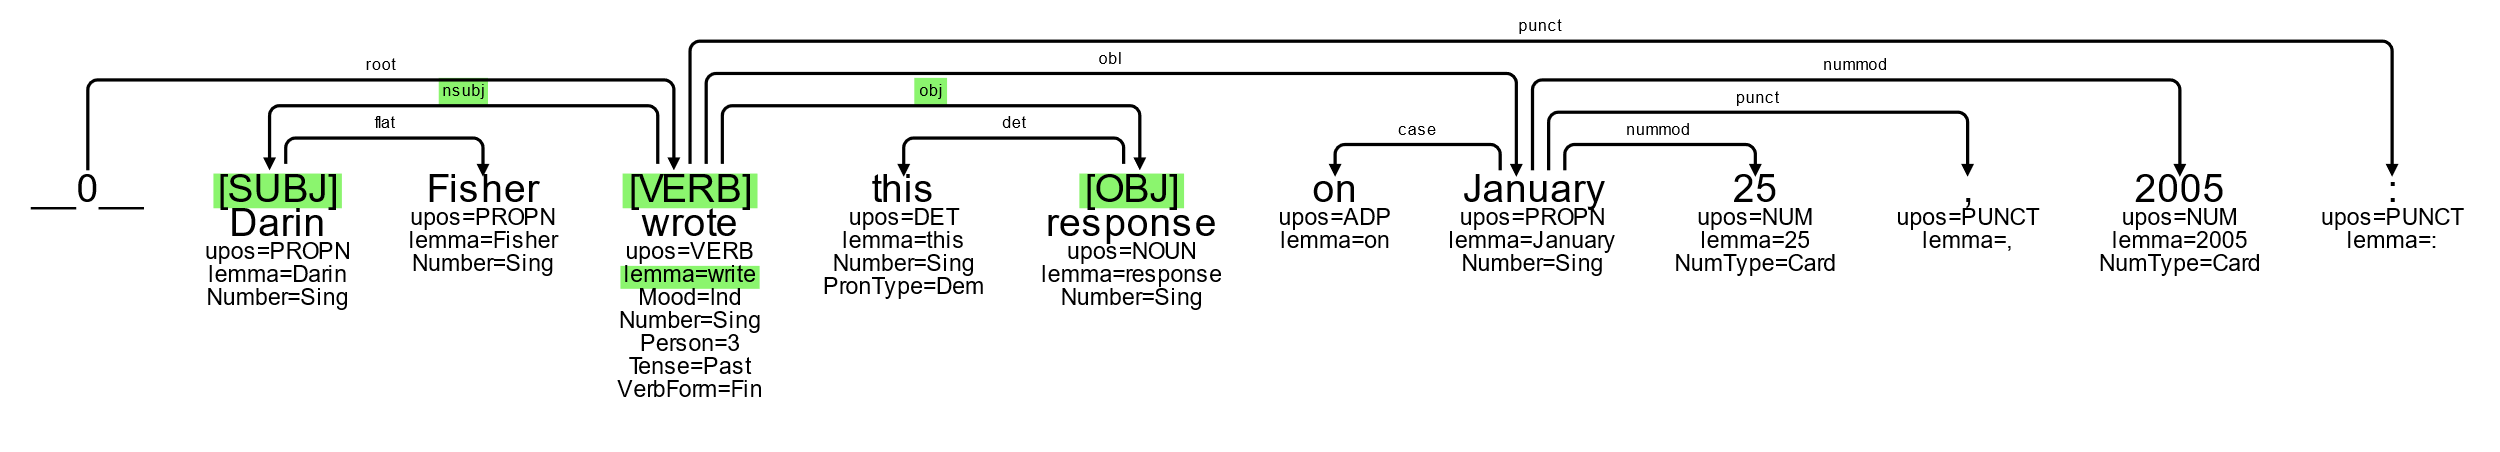 punct
obl
root
nummod
nsubj
obj
punct
flat
det
case
nummod
__0__
[SUBJ]
Darin
upos=PROPN
lemma=Darin
Number=Sing
Fisher
upos=PROPN
lemma=Fisher
Number=Sing
[VERB]
wrote
upos=VERB
lemma=write
Mood=Ind
Number=Sing
Person=3
Tense=Past
VerbForm=Fin
this
upos=DET
lemma=this
Number=Sing
PronType=Dem
[OBJ]
response
upos=NOUN
lemma=response
Number=Sing
on
upos=ADP
lemma=on
January
upos=PROPN
lemma=January
Number=Sing
25
upos=NUM
lemma=25
NumType=Card
,
upos=PUNCT
lemma=,
2005
upos=NUM
lemma=2005
NumType=Card
:
upos=PUNCT
lemma=: